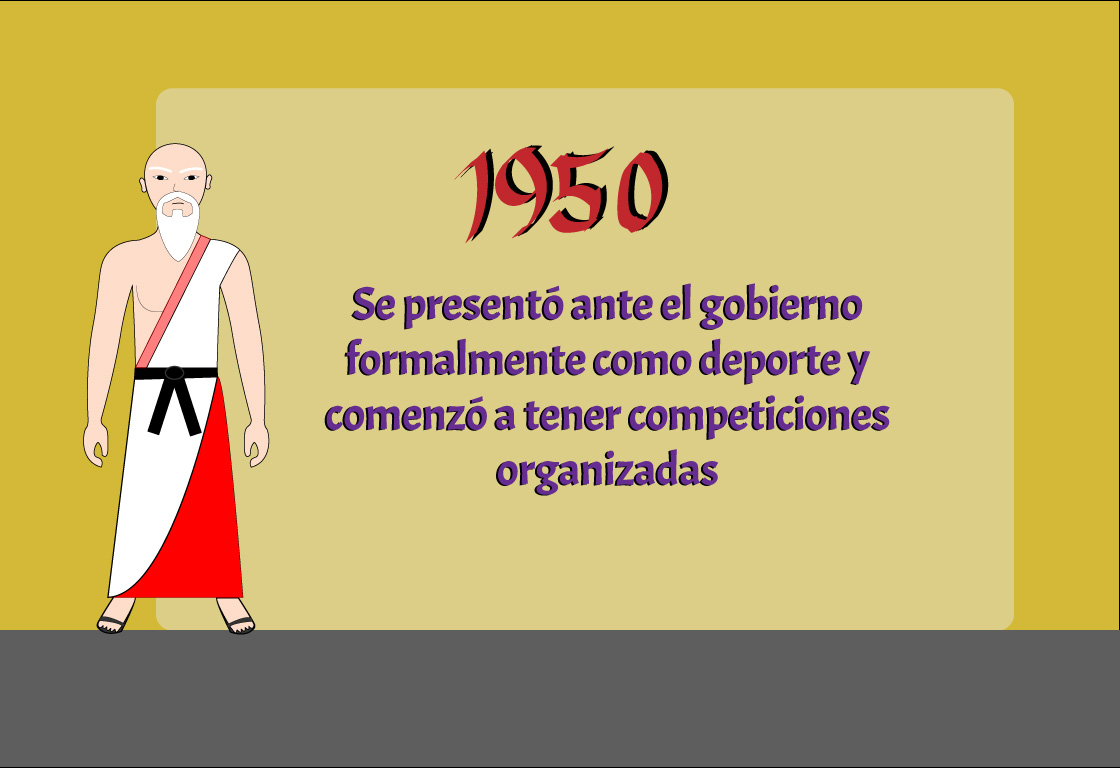 1950
Se presentó ante el gobierno
formalmente como deporte y
comenzó a tener competiciones
organizadas